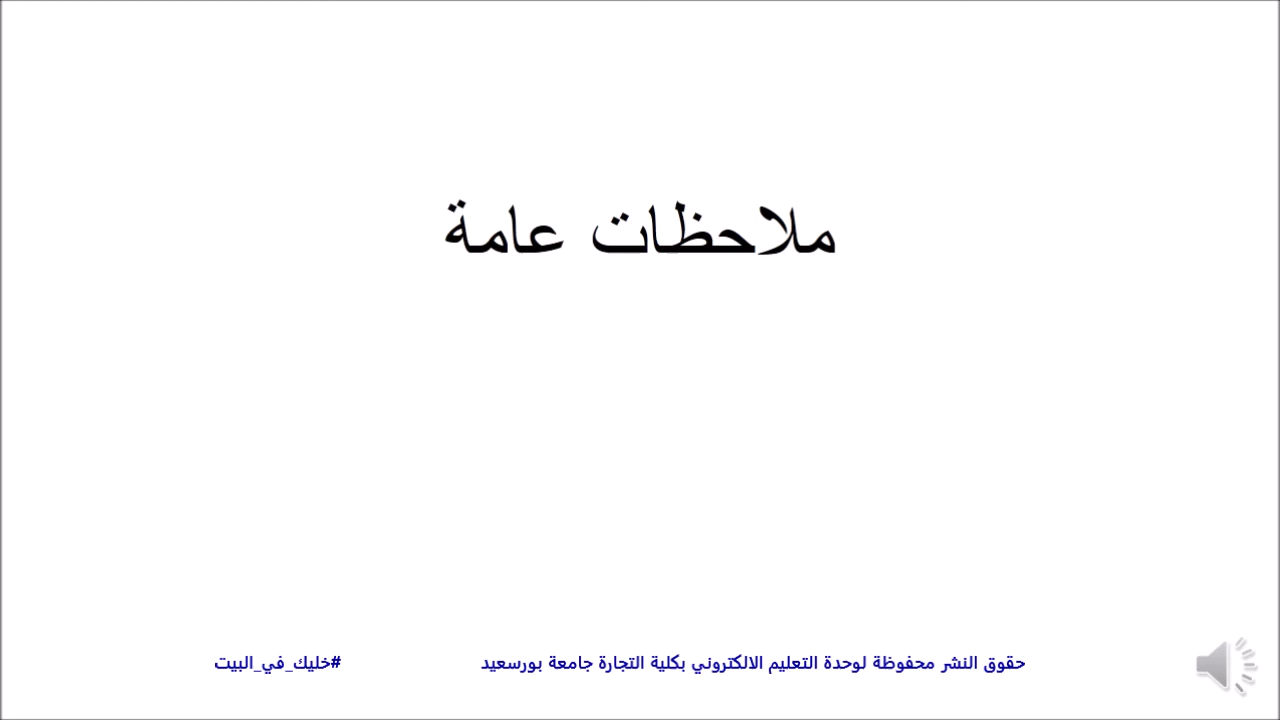 ملاحظات عامة
حقوق النشر محفوظة لوحدة التعليم الالكتروني بكلية التجارة جامعة بورسعيد #خليك_في_البيت